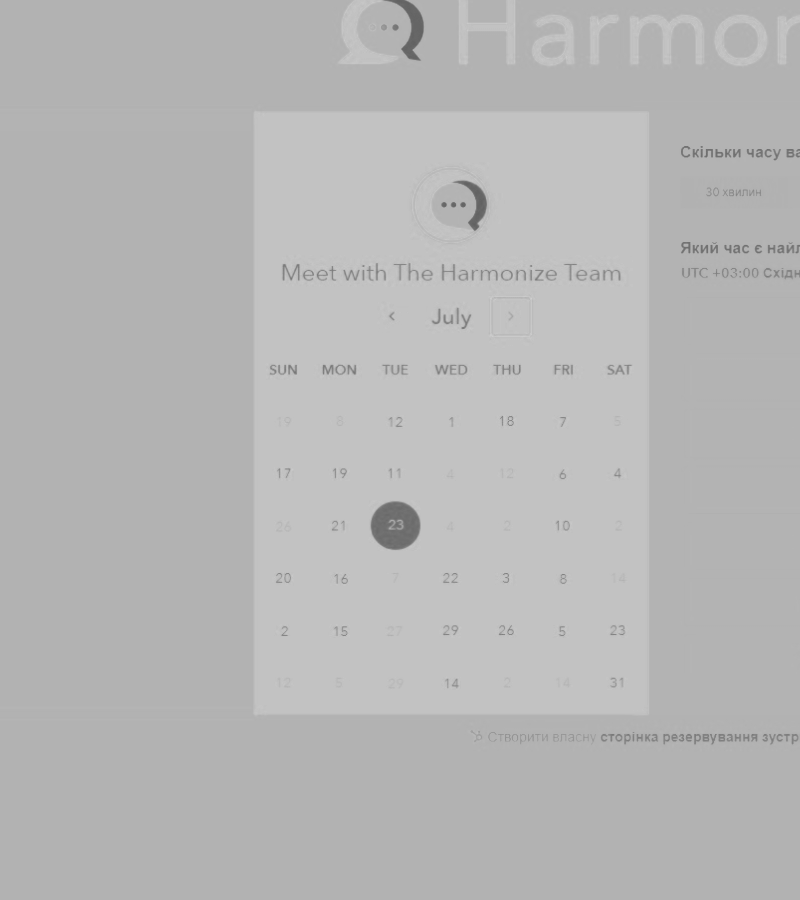 Harmon
Meet with The Harmonize Team
July
SUN MON TUE WED THU FRI SAT
19 8 12 1 18 7 5
17 19 11 4 12 6 4
26 21 23 4 2 10 2
20 16 7 22 3 8 14
2 15 27 29 26 5 23
12 5 29 14 2 14 31
Скільки часу ва
30 хвилин
Який час є найл
UTC +03:00 Східн
Створити власну сторінка резервування зустр